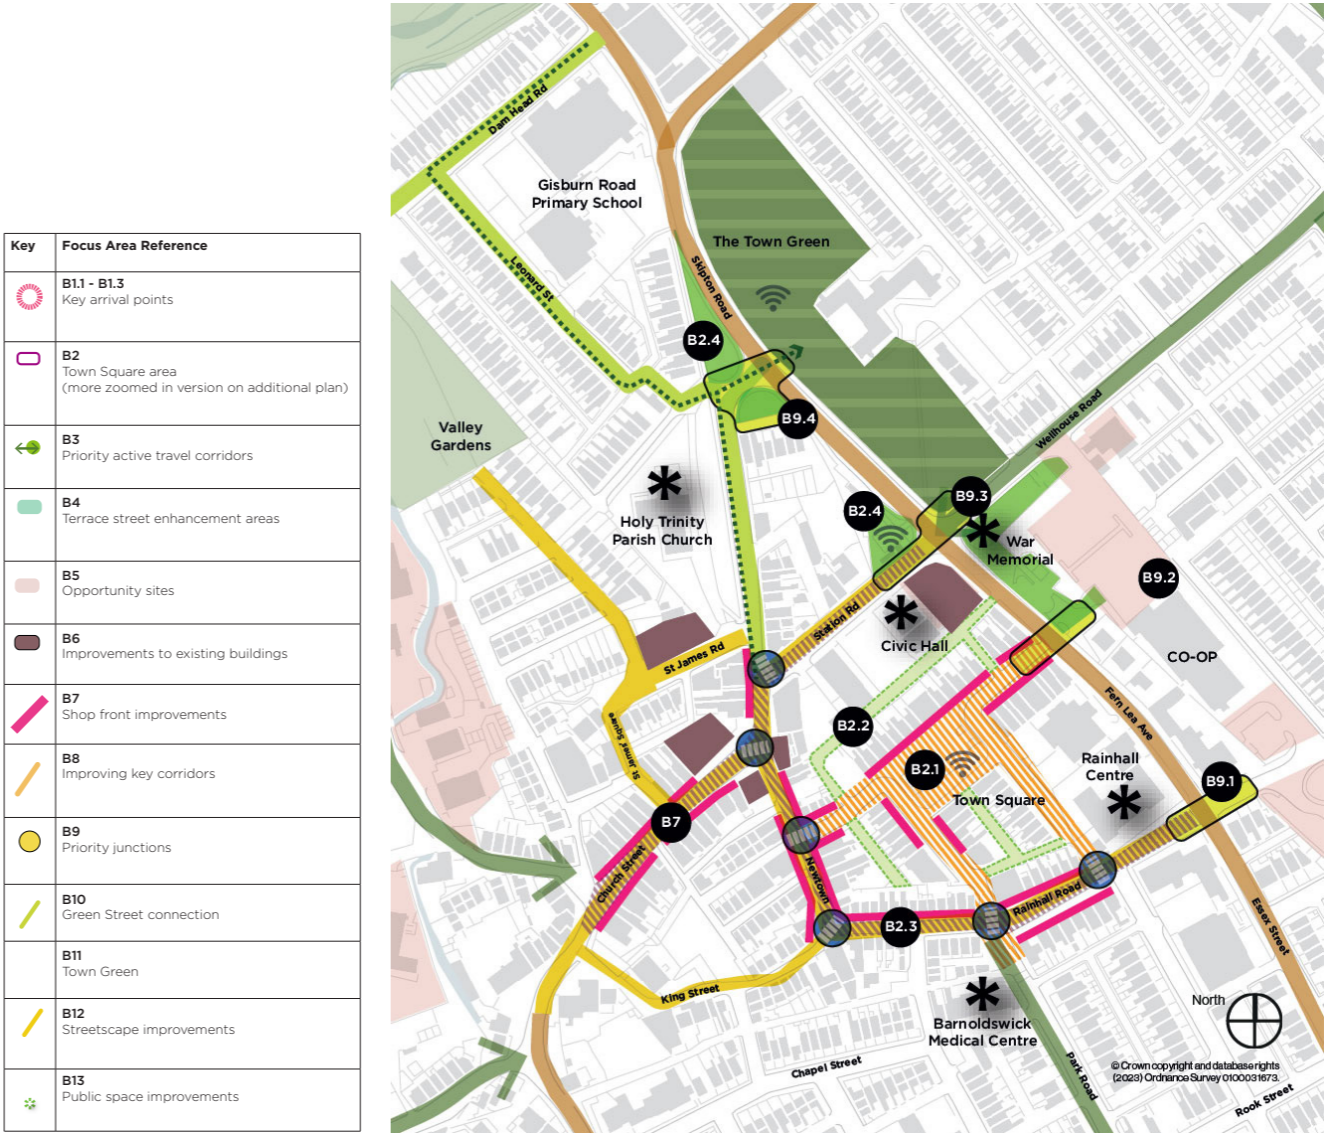 Key Focus Area Reference
B1.1 - B1.3
Key arrival points
B2
Town Square area
(more zoomed in version on additional plan)
B3
Priority active travel corridors
B4
Terrace street enhancement areas
B5
Opportunity sites
B6
Improvements to existing buildings
B7
Shop front improvements
B8
Improving key corridors
B9
Priority junctions
B10
Green Street connection
B11
Town Green
B12
Streetscape improvements
B13
Public space improvements
Dam Head Rd
Gisburn Road
Primary School
The Town Green
Leonard St
Skipton Road
B2.4
B9.4
Wellhouse Road
Valley
Gardens
Holy Trinity
Parish Church
B2.4
B9.3
War
Memorial
B9.2
Station Rd
Civic Hall
St James Rd
CO-OP
St James' Square
B2.2
Fern Lea Ave
B2.1
Town Square
Rainhall
Centre
B9.1
B7
Church Street
Newtown
Rainhall Road
B2.3
Essex Street
King Street
Barnoldswick
Medical Centre
North
Chapel Street
Park Road
© Crown copyright and database rights
(2023) Ordnance Survey 0100031673.
Rook Street